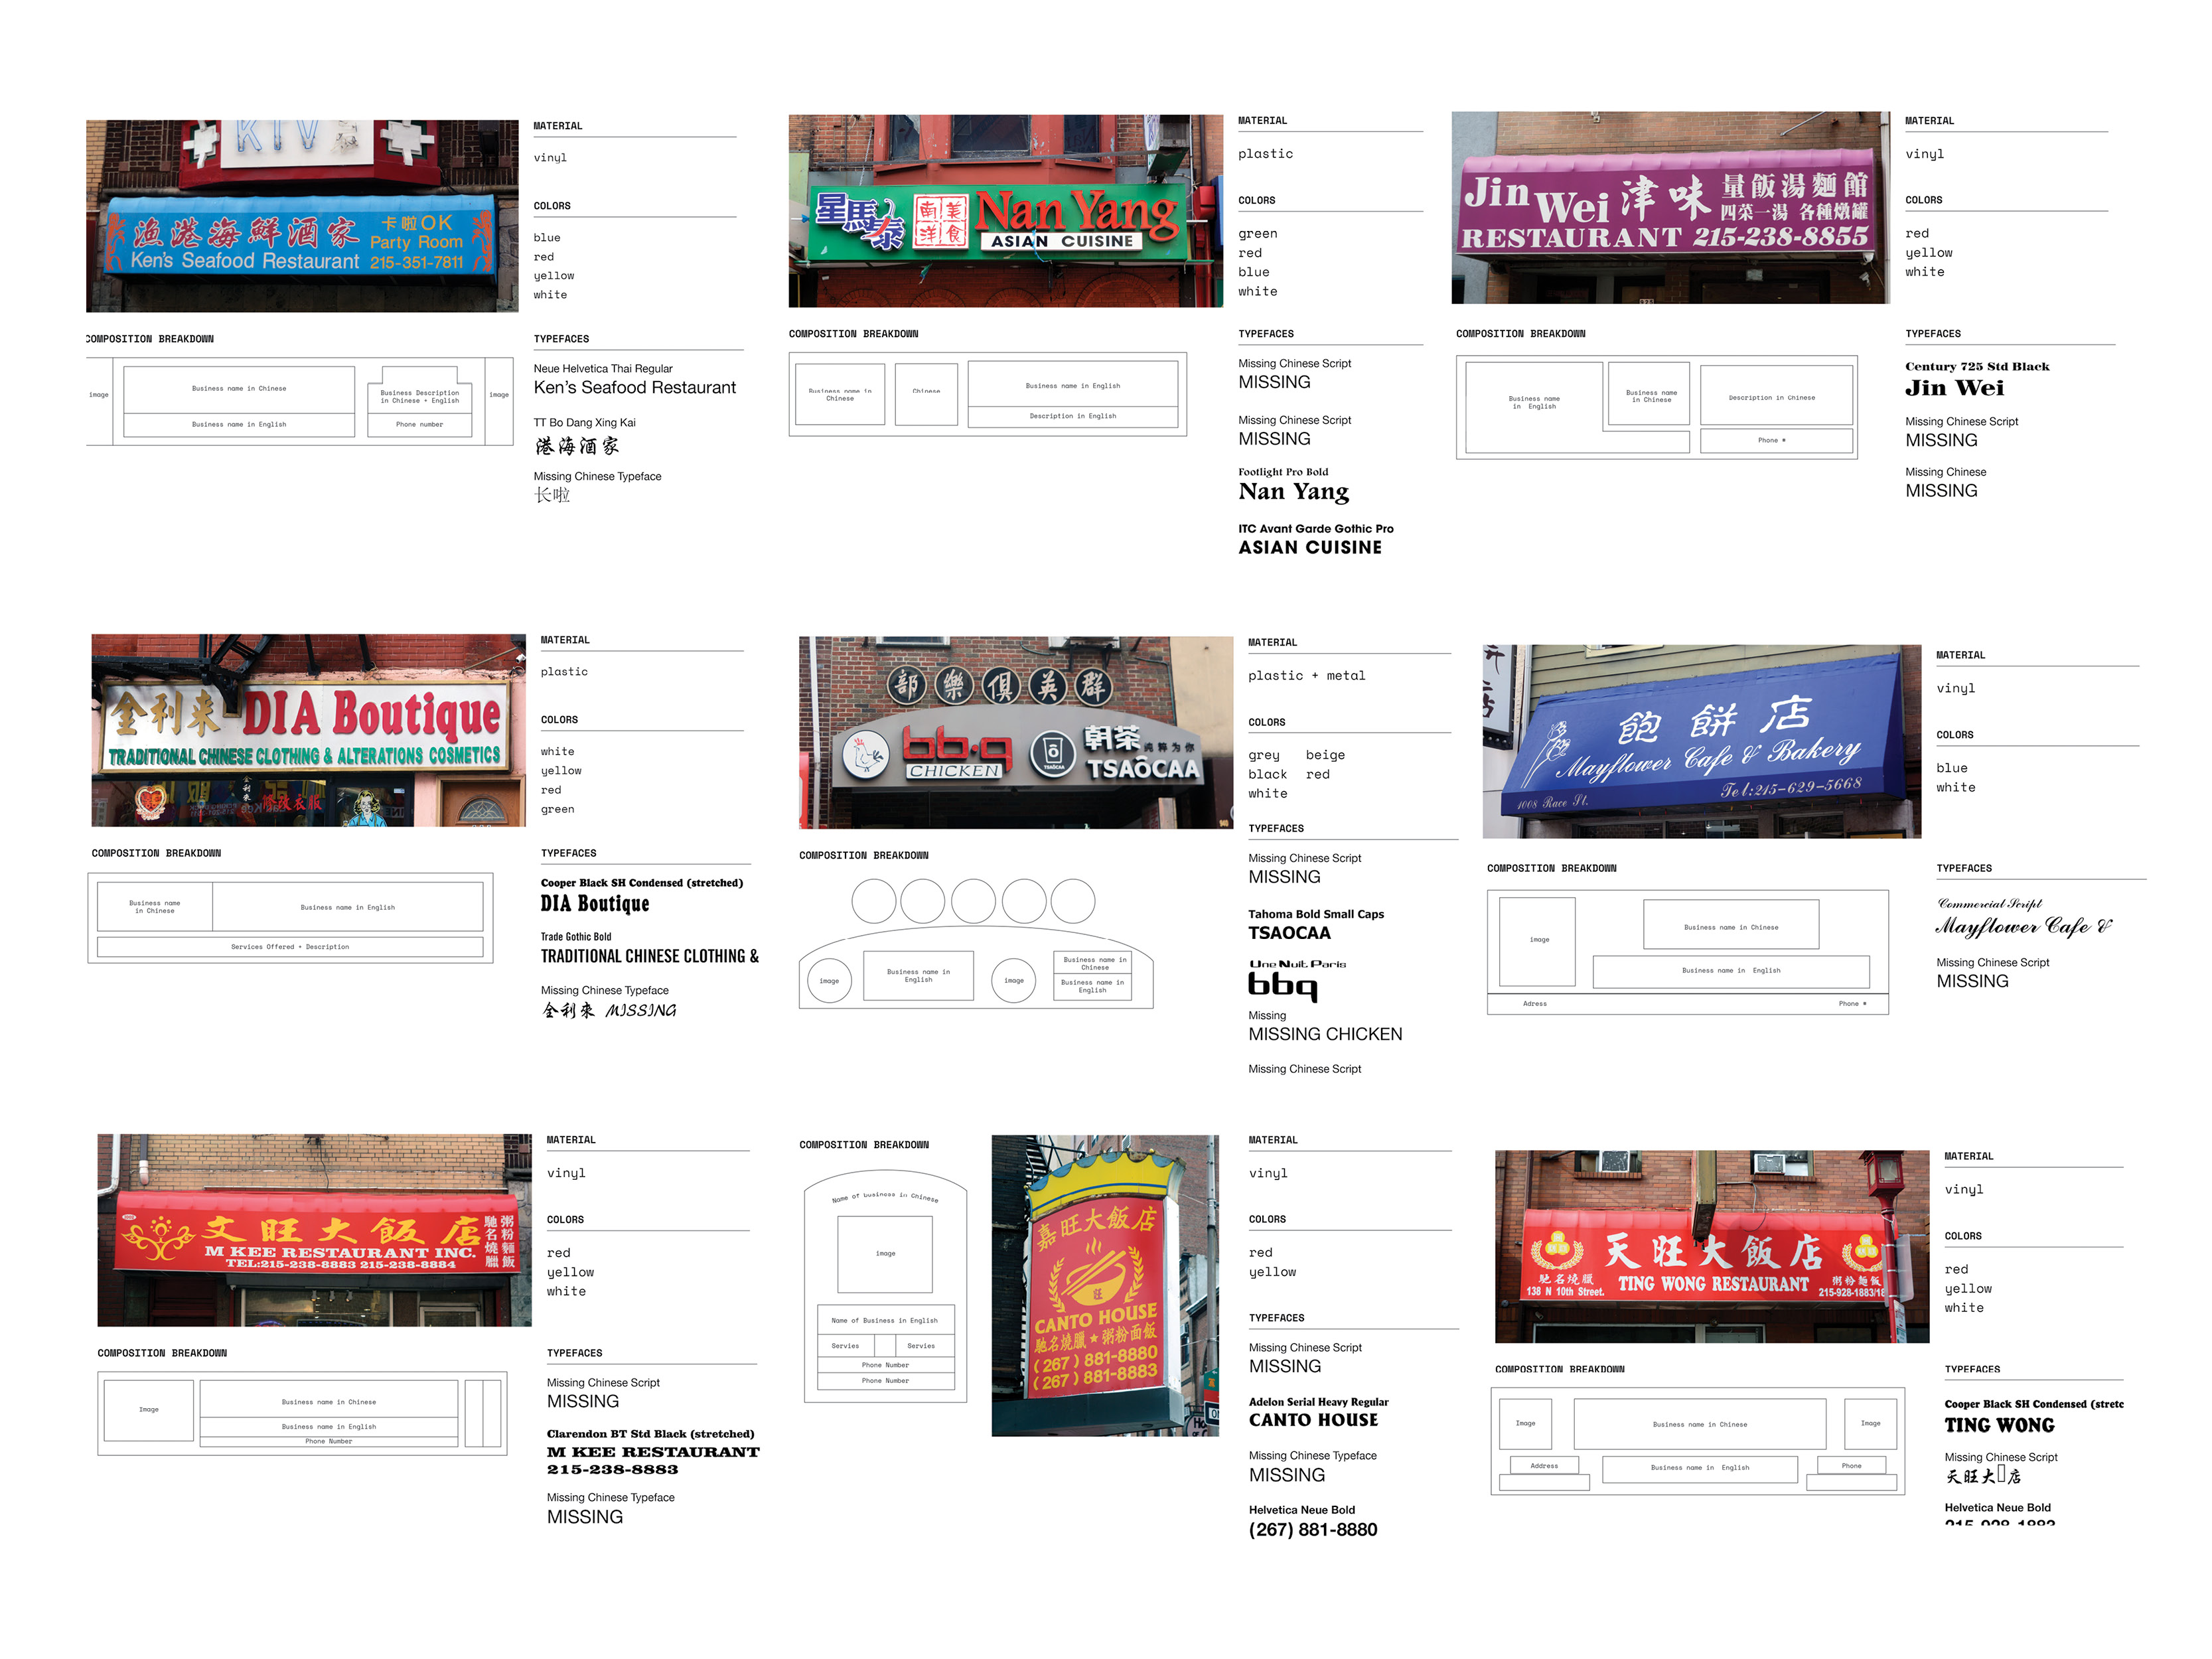 KTV
漁港海鮮酒家
卡啦OK
Party Room
Ken's Seafood Restaurant 215-351-7811
MATERIAL
vinyl
COLORS
blue
red
yellow
white
COMPOSITION BREAKDOWN
image
Business name in Chinese
Business name in English
Business Description
in Chinese + English
Phone number
image
TYPEFACES
Neue Helvetica Thai Regular
Ken's Seafood Restaurant
TT Bo Dang Xing Kai
港海酒家
Missing Chinese Typeface
长啦
星馬泰
南洋美食
Nan Yang
ASIAN CUISINE
MATERIAL
plastic
COLORS
green
red
blue
white
COMPOSITION BREAKDOWN
Business name in
Chinese
Chinese
Business name in English
Description in English
TYPEFACES
Missing Chinese Script
MISSING
Missing Chinese Script
MISSING
Footlight Pro Bold
Nan Yang
ITC Avant Garde Gothic Pro
ASIAN CUISINE
Jin Wei 津味
量飯湯麵館
四菜一湯 各種燉罐
RESTAURANT 215-238-8855
MATERIAL
vinyl
COLORS
red
yellow
white
COMPOSITION BREAKDOWN
Business name
in English
Business name
in Chinese
Description in Chinese
Phone #
TYPEFACES
Century 725 Std Black
Jin Wei
Missing Chinese Script
MISSING
Missing Chinese
MISSING
全利来 DIA Boutique
TRADITIONAL CHINESE CLOTHING & ALTERATIONS COSMETICS
全利来
修改衣服
MATERIAL
plastic
COLORS
white
yellow
red
green
COMPOSITION BREAKDOWN
Business name
in Chinese
Business name in English
Services Offered + Description
TYPEFACES
Cooper Black SH Condensed (stretched)
DIA Boutique
Trade Gothic Bold
TRADITIONAL CHINESE CLOTHING &
Missing Chinese Typeface
全利來 MISSING
部樂俱英群
bb.q
CHICKEN
TSAÔCAA
朝茶 纯粹为你
TSAÔCAA
MATERIAL
plastic + metal
COLORS
grey beige
black red
white
COMPOSITION BREAKDOWN
image
Business name in
English
image
Business name in
Chinese
Business name in
English
TYPEFACES
Missing Chinese Script
MISSING
Tahoma Bold Small Caps
TSAOCAA
Une Nuit Paris
bbq
Missing
MISSING CHICKEN
Missing Chinese Script
飽餅店
Mayflower Cafe & Bakery
1008 Race St.
Tel:215-629-5668
MATERIAL
vinyl
COLORS
blue
white
COMPOSITION BREAKDOWN
image
Business name in Chinese
Business name in English
Adress
Phone #
TYPEFACES
Commercial Script
Mayflower Cafe &
Missing Chinese Script
MISSING
文旺大飯店
M KEE RESTAURANT INC.
TEL:215-238-8883 215-238-8884
馳名燒臘
粥粉麵飯
MATERIAL
vinyl
COLORS
red
yellow
white
COMPOSITION BREAKDOWN
Image
Business name in Chinese
Business name in English
Phone Number
TYPEFACES
Missing Chinese Script
MISSING
Clarendon BT Std Black (stretched)
M KEE RESTAURANT
215-238-8883
Missing Chinese Typeface
MISSING
COMPOSITION BREAKDOWN
Name of business in Chinese
image
Name of Business in English
Servies
Servies
Phone Number
Phone Number
嘉旺大飯店
旺
CANTO HOUSE
馳名燒臘★粥粉面飯
(267) 881-8880
(267) 881-8883
MATERIAL
vinyl
COLORS
red
yellow
TYPEFACES
Missing Chinese Script
MISSING
Adelon Serial Heavy Regular
CANTO HOUSE
Missing Chinese Typeface
MISSING
Helvetica Neue Bold
(267) 881-8880
天旺大飯店
馳名燒臘
TING WONG RESTAURANT
粥粉麵飯
138 N 10th Street.
215-928-1883/18
MATERIAL
vinyl
COLORS
red
yellow
white
COMPOSITION BREAKDOWN
Image
Business name in Chinese
Image
Address
Business name in English
Phone
TYPEFACES
Cooper Black SH Condensed (stretc
TING WONG
Missing Chinese Script
天旺大店
Helvetica Neue Bold
215-928-1883